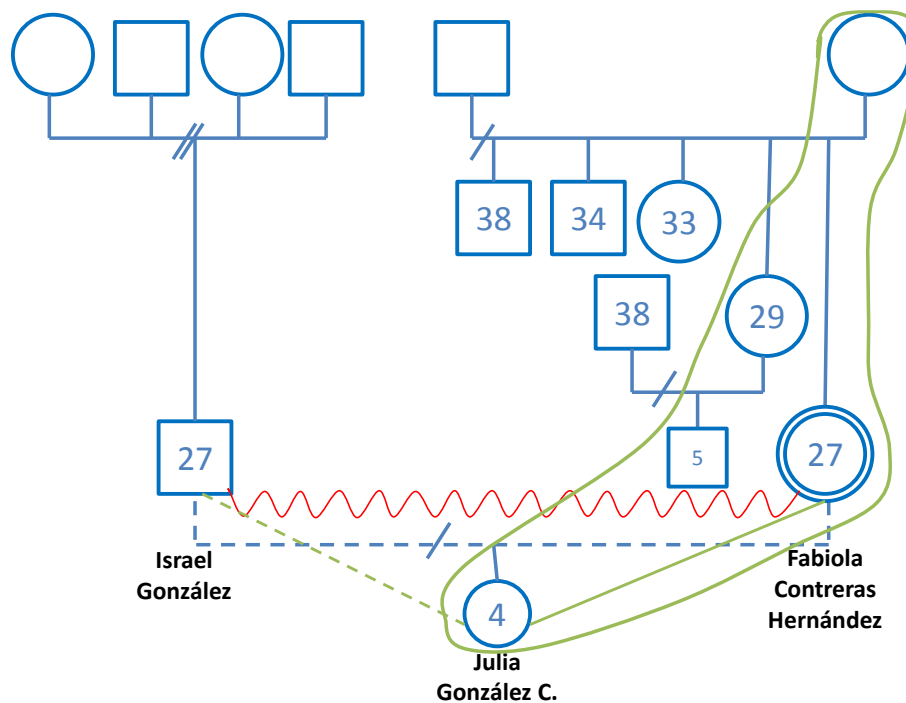 38
34
33
38
29
27
5
27
Israel
González
Fabiola
Contreras
Hernández
4
Julia
González C.